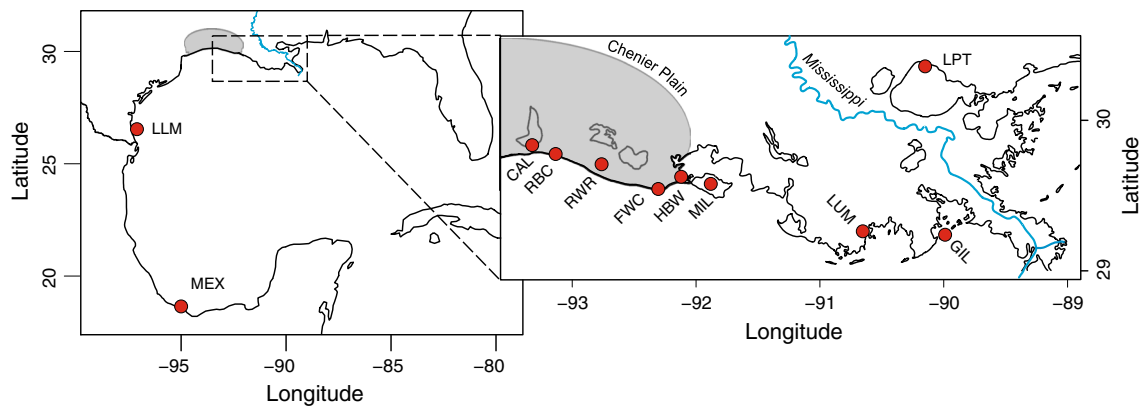 Latitude
30
25
20
LLM
MEX
−95
−90
−85
−80
Longitude
Chenier Plain
Mississippi
LPT
CAL
RBC
RWR
FWC
HBW
MIL
LUM
GIL
30
29
Latitude
−93
−92
−91
−90
−89
Longitude